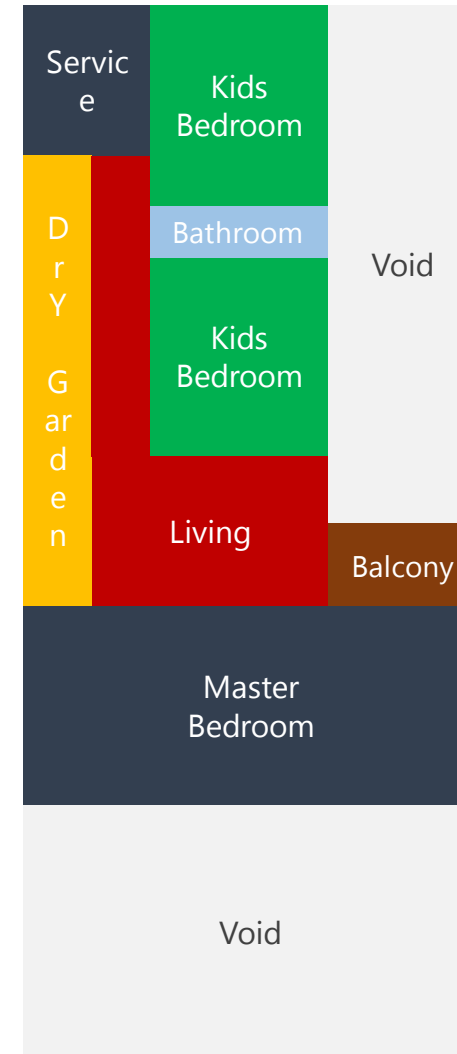 Servic
e
Kids
Bedroom
Bathroom
Void
D
r
Y
G
ar
d
e
n
Kids
Bedroom
Living
Balcony
Master
Bedroom
Void